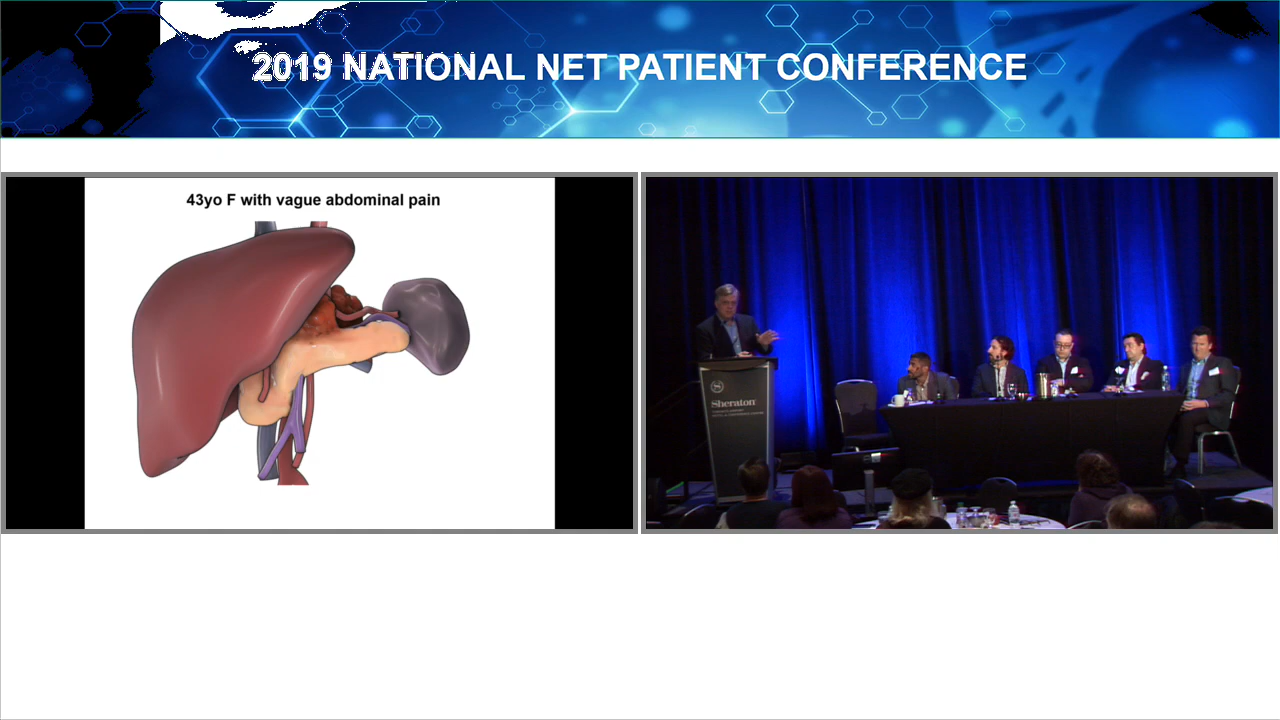 2019 NATIONAL NET PATIENT CONFERENCE
43yo F with vague abdominal pain
Sheraton